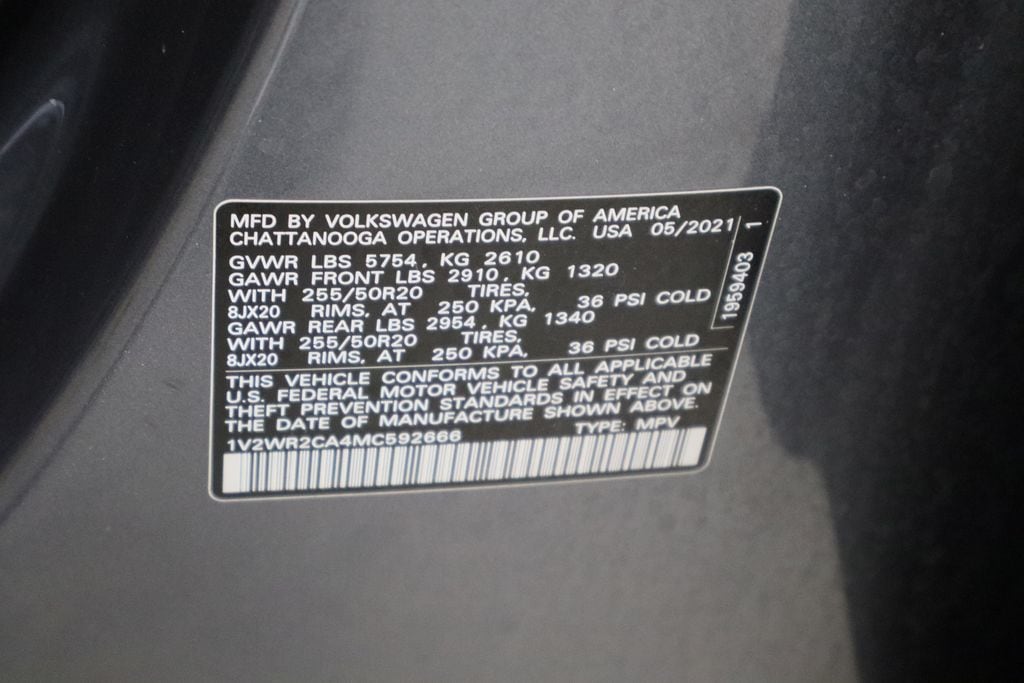 MFD BY VOLKSWAGEN GROUP OF AMERICA
CHATTANOOGA OPERATIONS, LLC. USA 05/2021
GVWR LBS 5754, KG 2610
GAWR FRONT LBS 2910, KG 1320
WITH 255/50R20 TIRES,
8JX20 RIMS, AT 250 KPA, 36 PSI COLD
GAWR REAR LBS 2954, KG 1340
WITH 255/50R20 TIRES,
8JX20 RIMS, AT 250 KPA, 36 PSI COLD
1959403 1
THIS VEHICLE CONFORMS TO ALL APPLICABLE
U.S. FEDERAL MOTOR VEHICLE SAFETY AND
THEFT PREVENTION STANDARDS IN EFFECT ON
THE DATE OF MANUFACTURE SHOWN ABOVE.
1V2WR2CA4MC592666 TYPE: MPV